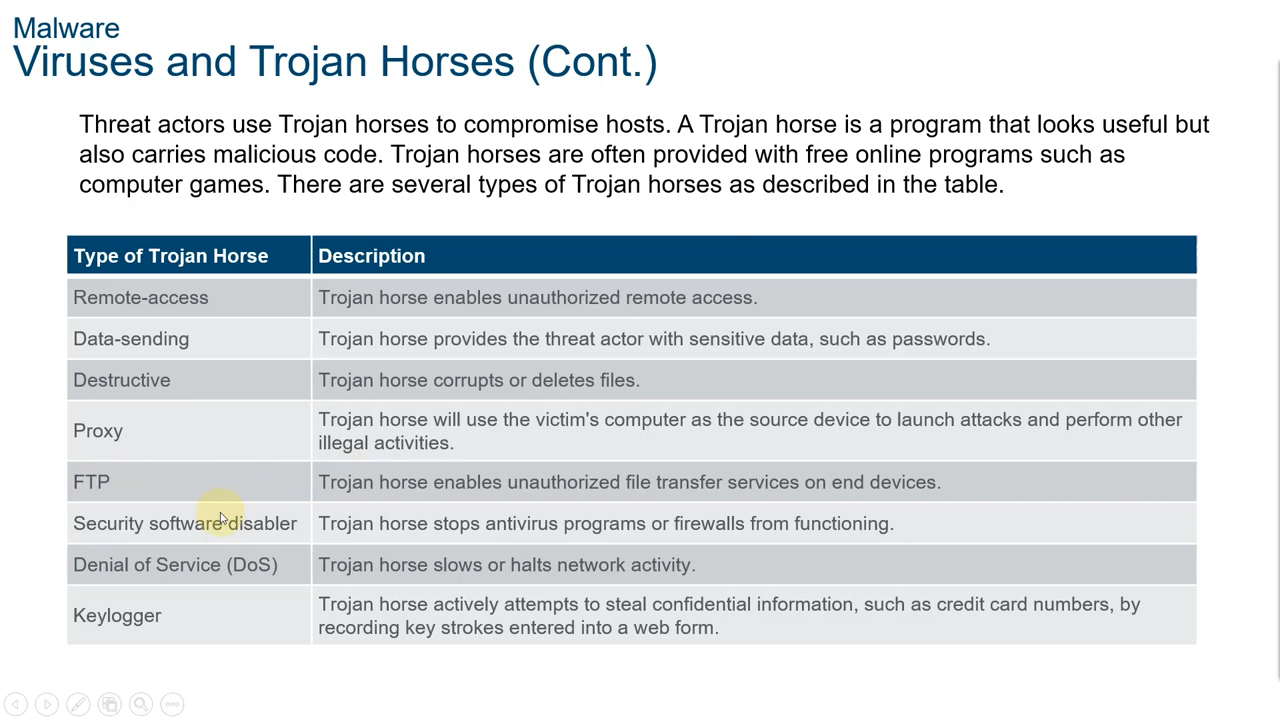 Malware
Viruses and Trojan Horses (Cont.)
Threat actors use Trojan horses to compromise hosts. A Trojan horse is a program that looks useful but
also carries malicious code. Trojan horses are often provided with free online programs such as
computer games. There are several types of Trojan horses as described in the table.
Type of Trojan Horse Description
Remote-access Trojan horse enables unauthorized remote access.
Data-sending Trojan horse provides the threat actor with sensitive data, such as passwords.
Destructive Trojan horse corrupts or deletes files.
Proxy Trojan horse will use the victim's computer as the source device to launch attacks and perform other
illegal activities.
FTP Trojan horse enables unauthorized file transfer services on end devices.
Security software disabler Trojan horse stops antivirus programs or firewalls from functioning.
Denial of Service (DoS) Trojan horse slows or halts network activity.
Keylogger Trojan horse actively attempts to steal confidential information, such as credit card numbers, by
recording key strokes entered into a web form.